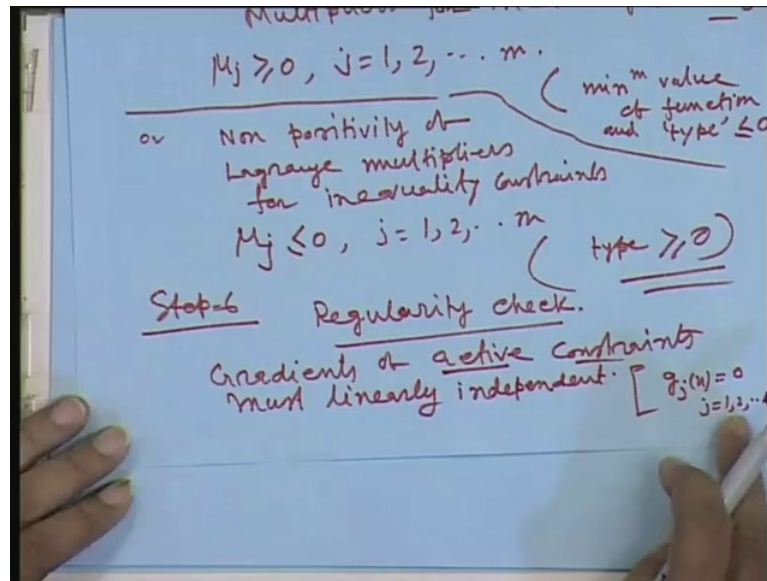 μj ≥ 0, j = 1, 2, ... m.
( minᵐ value
of function
and 'type' ≤ 0
or Non positivity of
Lagrange multipliers
for inequality constraints
μj ≤ 0, j = 1, 2, .. m
( type ≥ 0 )
Step-6 Regularity check.
Gradients of active constraints
must linearly independent. [ gj(x) = 0
j = 1, 2, ..